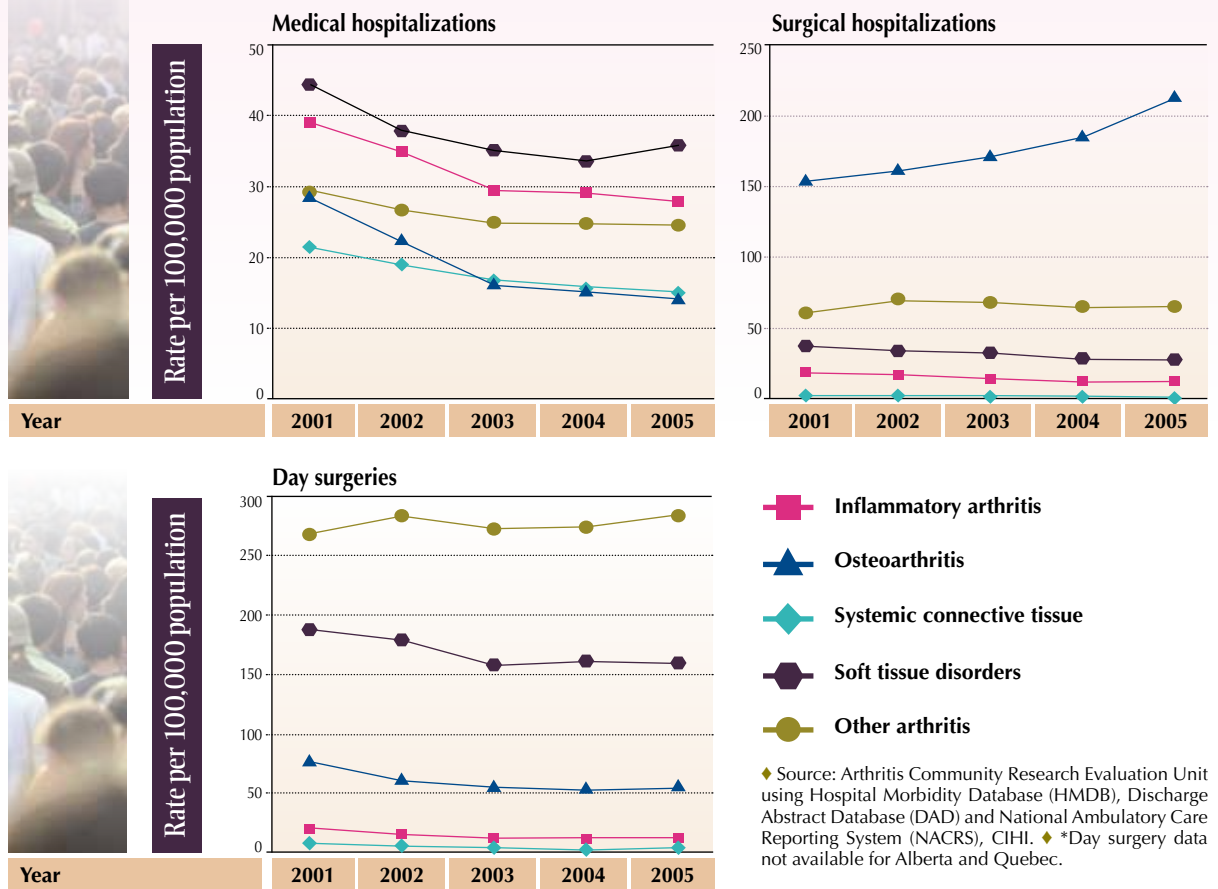 Medical hospitalizations
Rate per 100,000 population
50
40
30
20
10
0
Year 2001 2002 2003 2004 2005
Surgical hospitalizations
250
200
150
100
50
0
2001 2002 2003 2004 2005
Day surgeries
Rate per 100,000 population
300
250
200
150
100
50
0
Year 2001 2002 2003 2004 2005
Inflammatory arthritis
Osteoarthritis
Systemic connective tissue
Soft tissue disorders
Other arthritis
♦ Source: Arthritis Community Research Evaluation Unit
using Hospital Morbidity Database (HMDB), Discharge
Abstract Database (DAD) and National Ambulatory Care
Reporting System (NACRS), CIHI. ♦ *Day surgery data
not available for Alberta and Quebec.